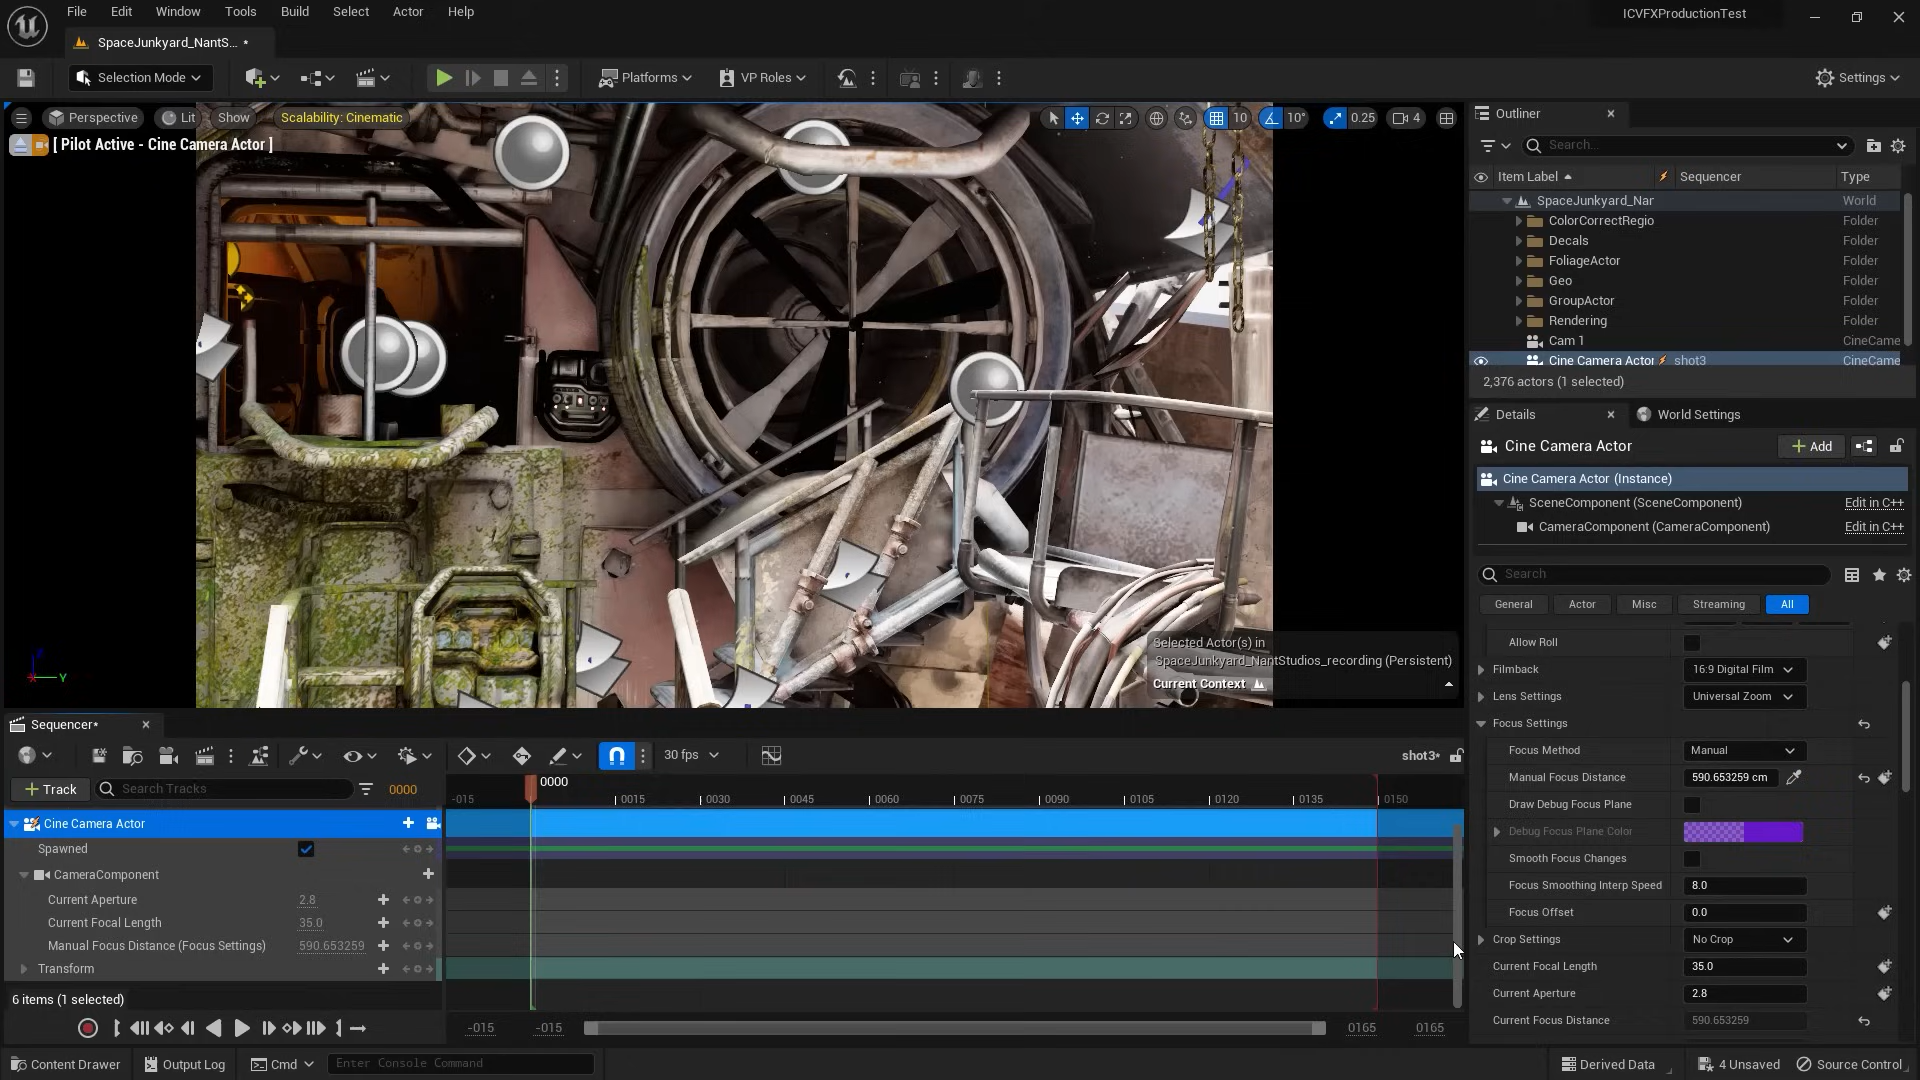 File Edit Window Tools Build Select Actor Help
ICVFXProductionTest
SpaceJunkyard_NantS... •
Selection Mode
Platforms
VP Roles
Settings
Perspective
Lit
Show
Scalability: Cinematic
10
10°
0.25
4
[ Pilot Active - Cine Camera Actor ]
Selected Actor(s) in
SpaceJunkyard_NantStudios_recording (Persistent)
Current Context
Y
Outliner
Search...
Item Label
Sequencer
Type
SpaceJunkyard_Nar World
ColorCorrectRegio Folder
Decals Folder
FoliageActor Folder
Geo Folder
GroupActor Folder
Rendering Folder
Cam 1 CineCame
Cine Camera Actor shot3 CineCame
2,376 actors (1 selected)
Details
World Settings
Cine Camera Actor
Add
Cine Camera Actor (Instance)
SceneComponent (SceneComponent) Edit in C++
CameraComponent (CameraComponent) Edit in C++
Search
General Actor Misc Streaming All
Allow Roll
Filmback 16:9 Digital Film
Lens Settings Universal Zoom
Focus Settings
Focus Method Manual
Manual Focus Distance 590.653259 cm
Draw Debug Focus Plane
Debug Focus Plane Color
Smooth Focus Changes
Focus Smoothing Interp Speed 8.0
Focus Offset 0.0
Crop Settings No Crop
Current Focal Length 35.0
Current Aperture 2.8
Current Focus Distance 590.653259
Sequencer*
30 fps
shot3*
Track
Search Tracks
0000
0000
-015 0015 0030 0045 0060 0075 0090 0105 0120 0135 0150
Cine Camera Actor
Spawned
CameraComponent
Current Aperture 2.8
Current Focal Length 35.0
Manual Focus Distance (Focus Settings) 590.653259
Transform
6 items (1 selected)
-015 -015 0165 0165
Content Drawer
Output Log
Cmd
Enter Console Command
Derived Data
4 Unsaved
Source Control